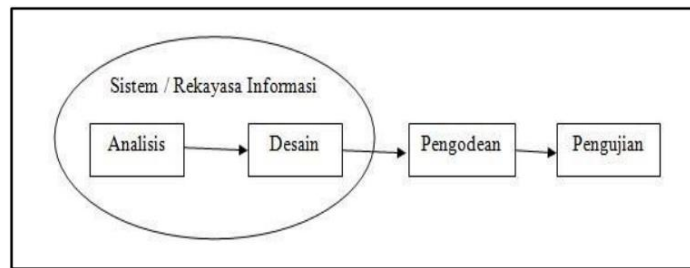 Sistem / Rekayasa Informasi
Analisis
Desain
Pengodean
Pengujian